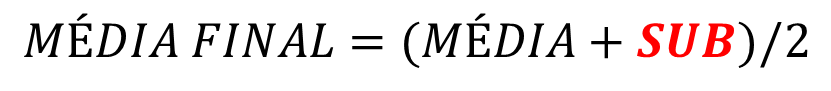 MÉDIA FINAL = (MÉDIA + SUB)/2